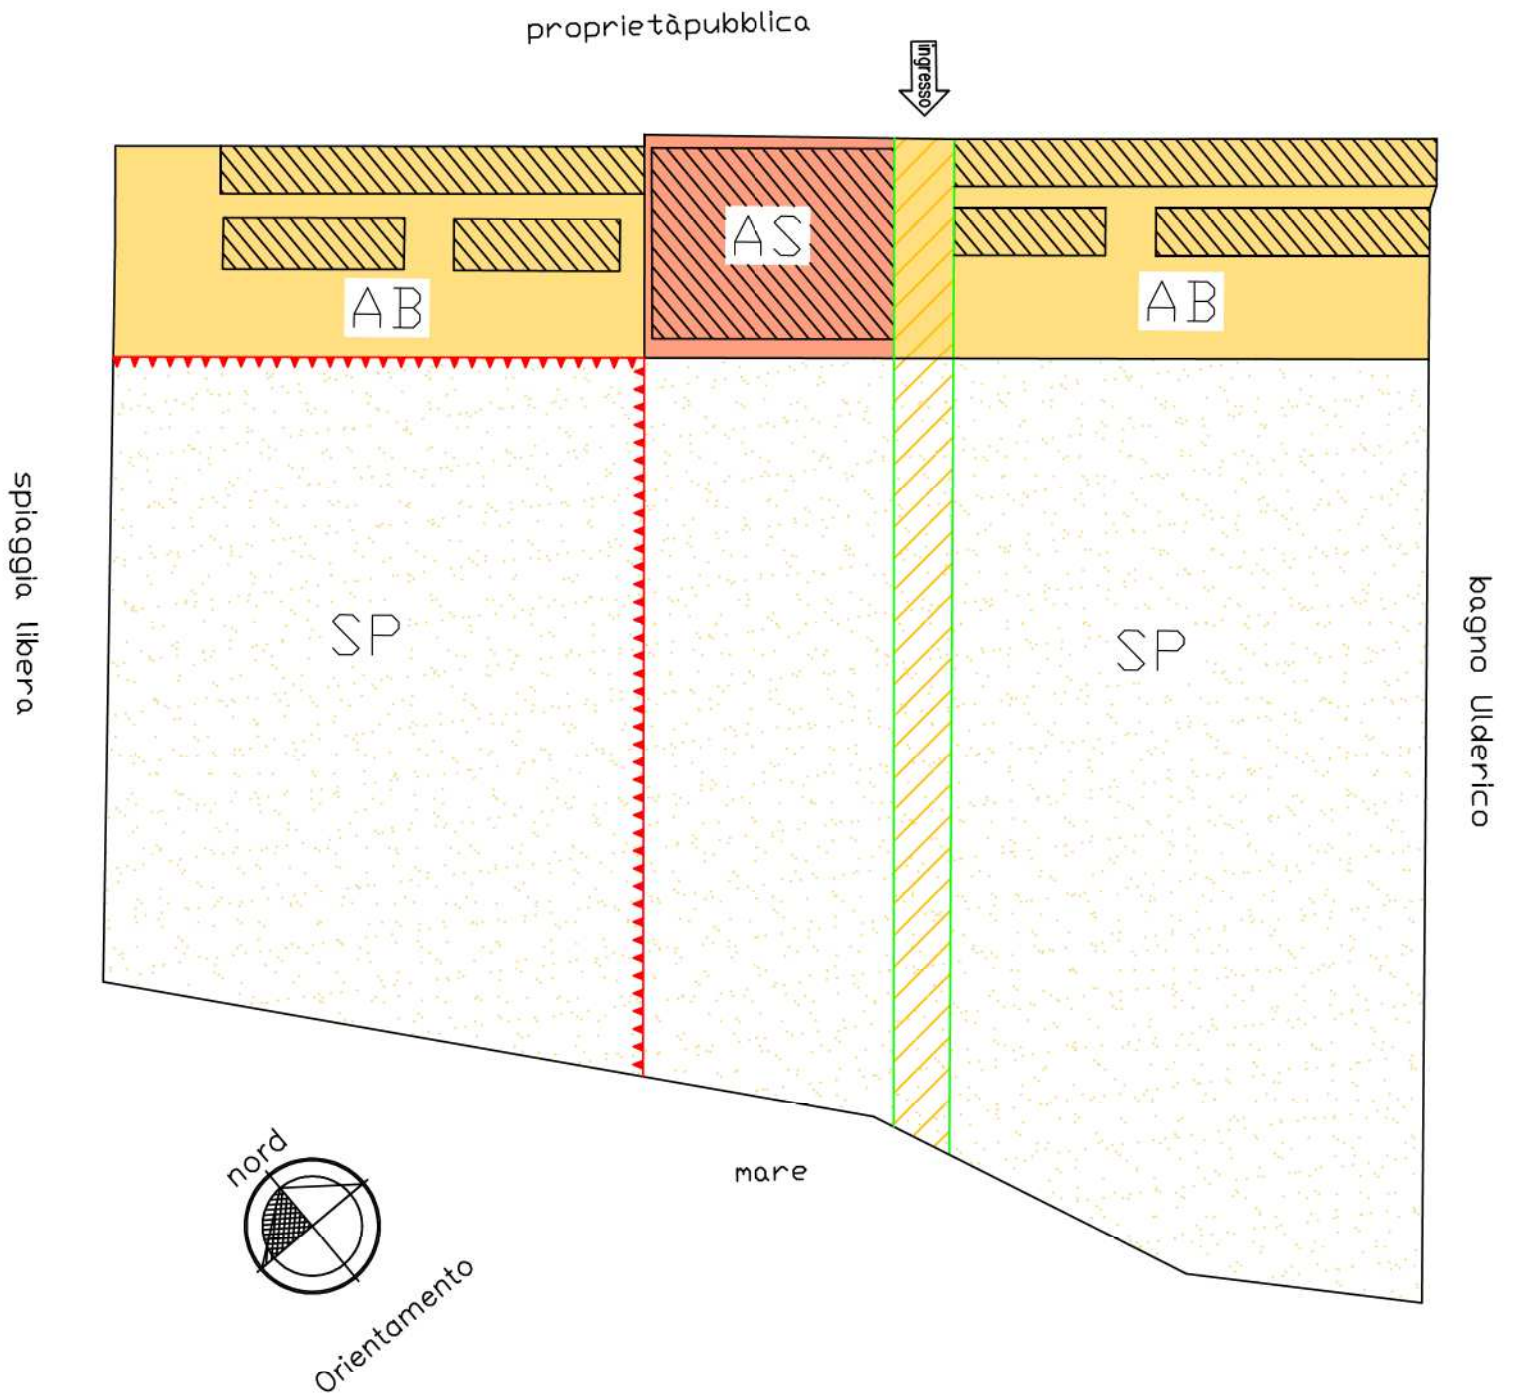 proprietàpubblica
ingresso
AS
AB
AB
spiaggia libera
SP
SP
bagno Ulderico
nord
mare
Orientamento